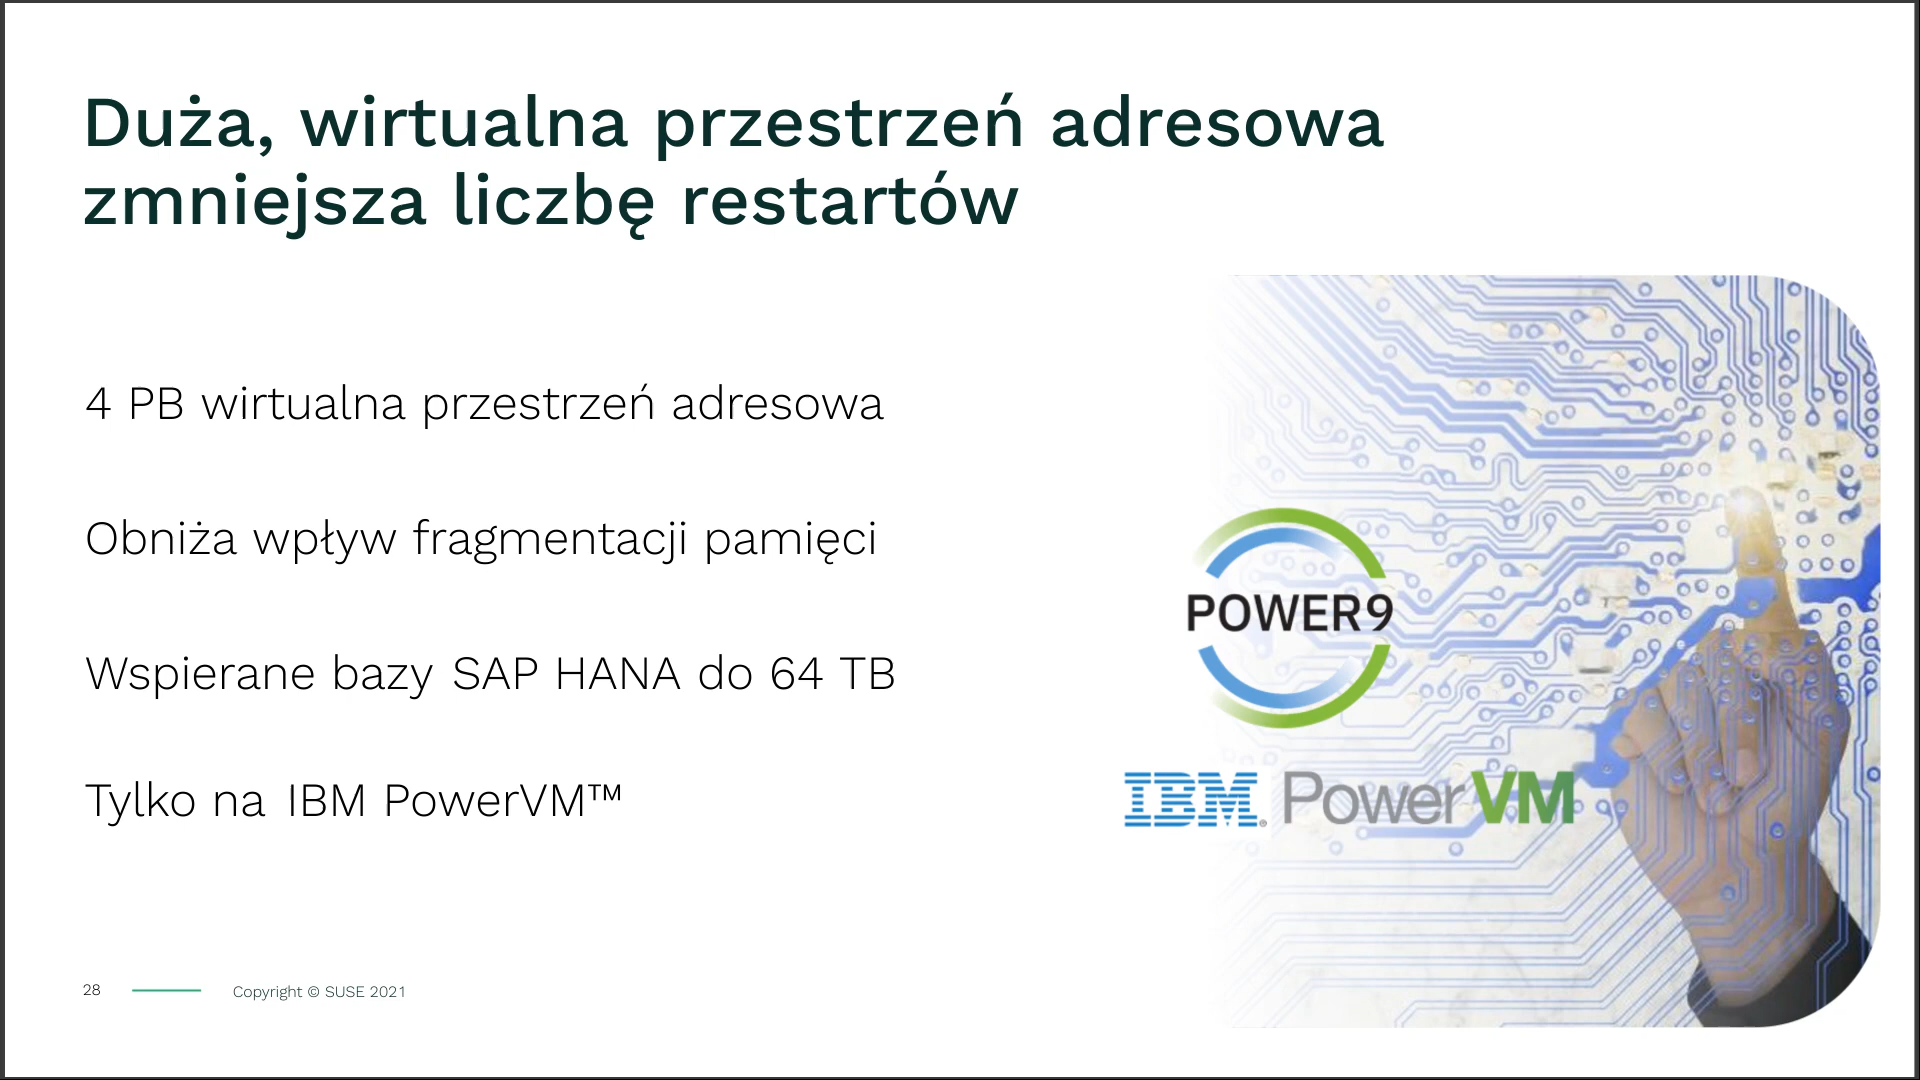 Duża, wirtualna przestrzeń adresowa
zmniejsza liczbę restartów
4 PB wirtualna przestrzeń adresowa
Obniża wpływ fragmentacji pamięci
Wspierane bazy SAP HANA do 64 TB
Tylko na IBM PowerVM™
POWER9
IBM® PowerVM
28
Copyright © SUSE 2021